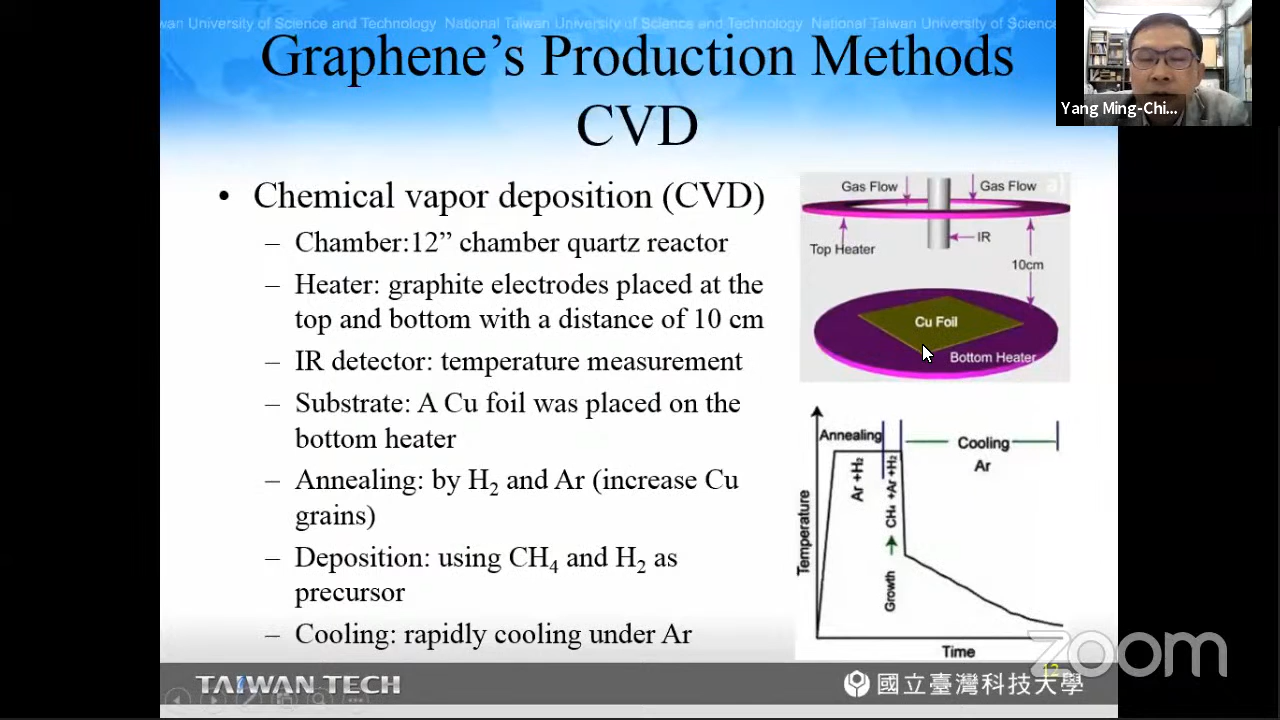 wan University of Science and Technology National Taiwan University of Science and Technology National Taiwan University of Science
Graphene’s Production Methods
CVD
Yang Ming-Chi...
• Chemical vapor deposition (CVD)
– Chamber:12” chamber quartz reactor
– Heater: graphite electrodes placed at the
top and bottom with a distance of 10 cm
– IR detector: temperature measurement
– Substrate: A Cu foil was placed on the
bottom heater
– Annealing: by H₂ and Ar (increase Cu
grains)
– Deposition: using CH₄ and H₂ as
precursor
– Cooling: rapidly cooling under Ar
Gas Flow
Gas Flow
Top Heater
IR
10cm
Cu Foil
Bottom Heater
Annealing
Cooling
Ar
Ar +H₂
CH₄ +Ar +H₂
Growth
Temperature
Time
12
zoom
TAIWAN TECH
國立臺灣科技大學